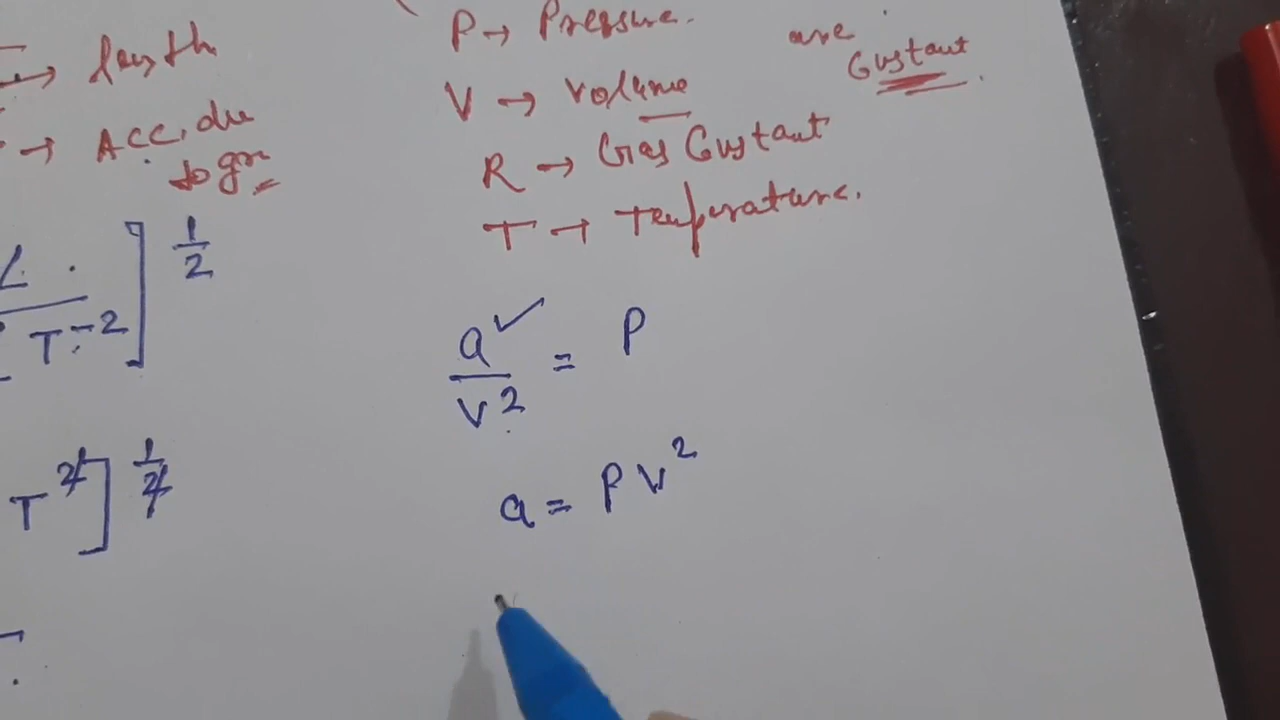 → length
→ Acc. due
to gr
L
T⁻²
]
1/2
T²
]
1/2
P → Pressure.
V → Volume
R → Gas Constant
T → Temperature.
are
Constant.
a/V² = P
a = PV²